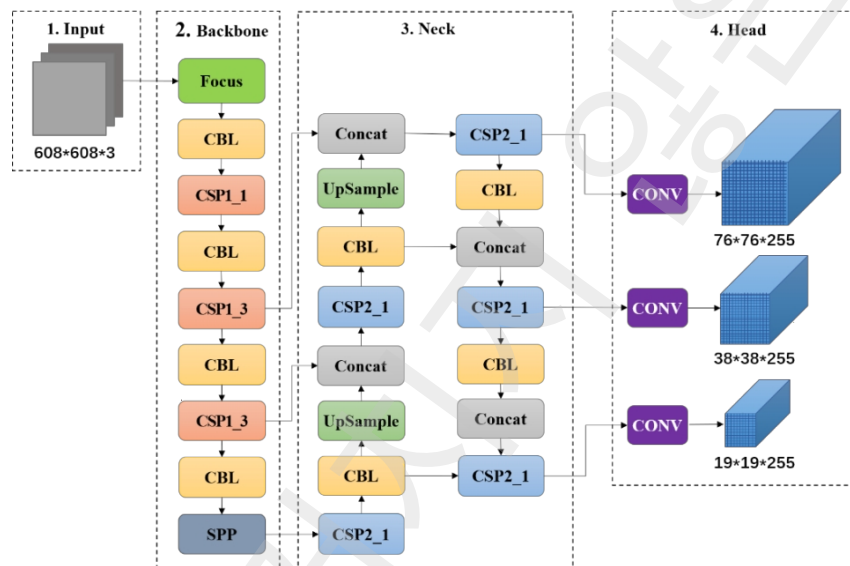 1. Input
608*608*3
2. Backbone
Focus
CBL
CSP1_1
CBL
CSP1_3
CBL
CSP1_3
CBL
SPP
3. Neck
Concat
UpSample
CBL
CSP2_1
Concat
UpSample
CBL
CSP2_1
CSP2_1
CBL
Concat
CSP2_1
CBL
Concat
CSP2_1
4. Head
CONV
76*76*255
CONV
38*38*255
CONV
19*19*255